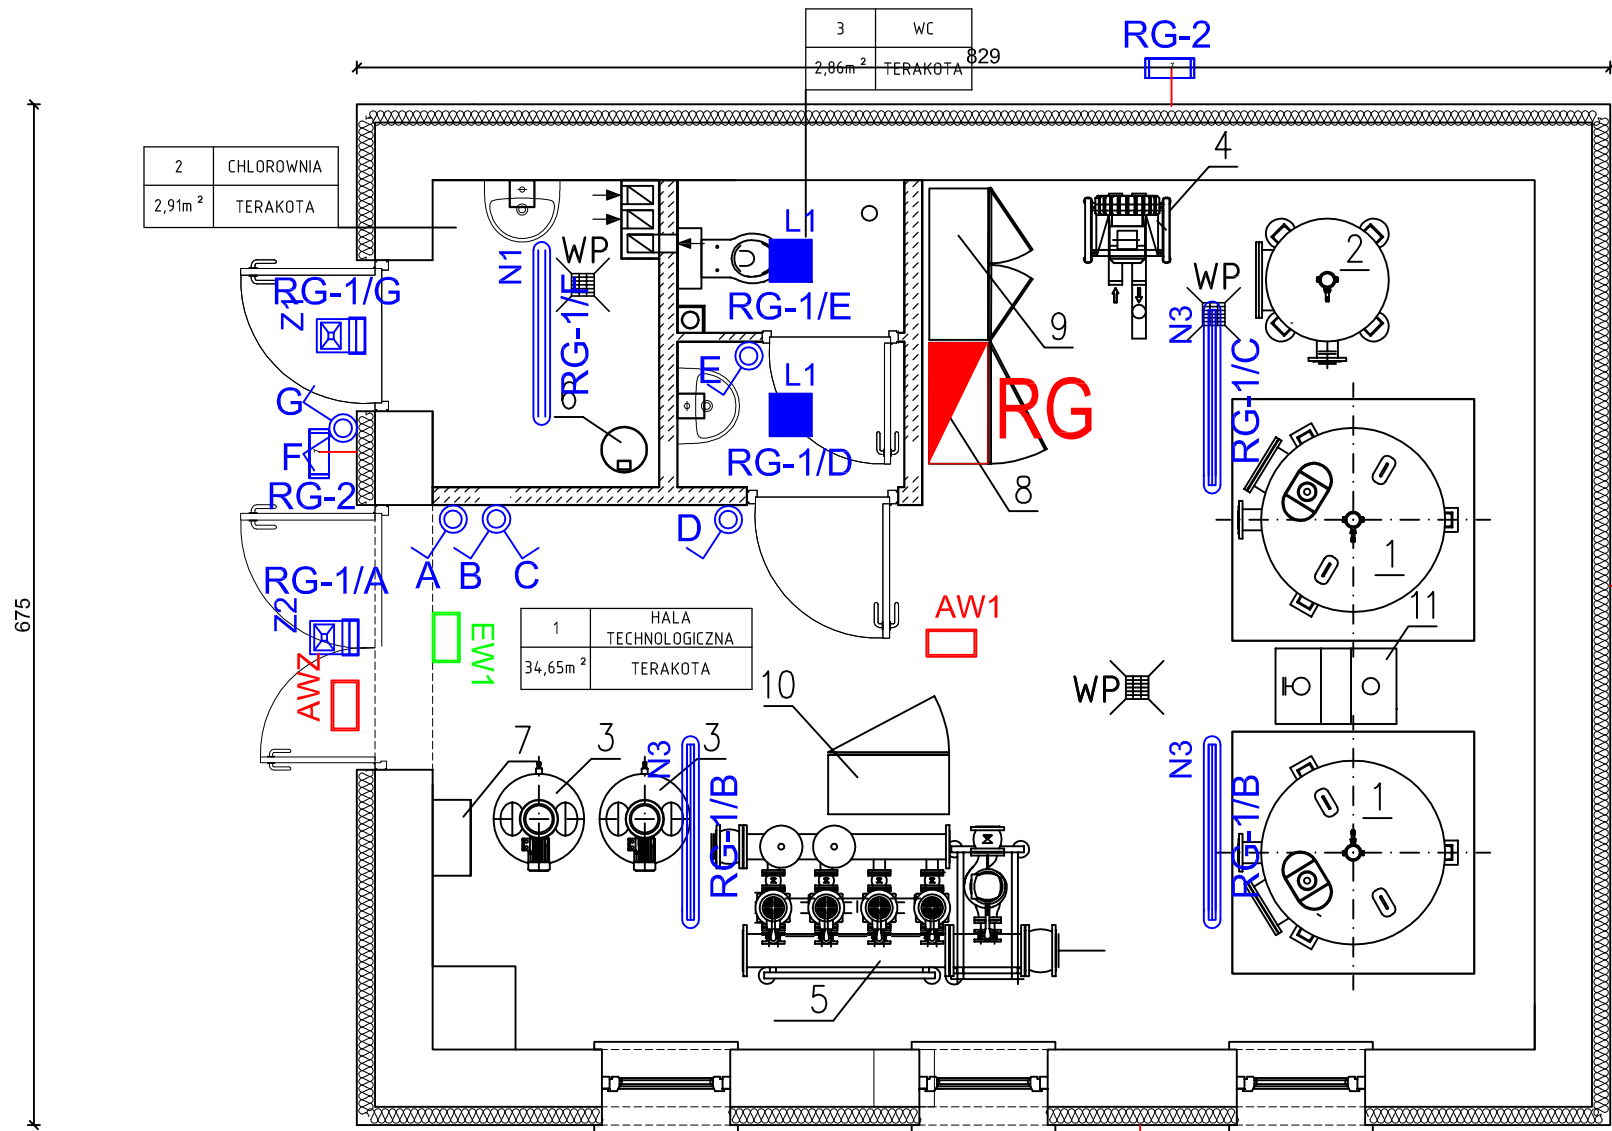 3 WC
2,86m² TERAKOTA
829
RG-2
2 CHLOROWNIA
2,91m² TERAKOTA
4
L1
N1
WP
RG-1/G
Z1
RG-1/E
WP
2
N3
9
RG-1/C
RG-1/F
6
E
L1
RG
G
F
RG-1/D
RG-2
8
D
A
B
C
1
RG-1/A
Z2
11
AW1
EW1
1 HALA
TECHNOLOGICZNA
34,65m² TERAKOTA
675
AW2
WP
10
7
3
3
N3
N3
RG-1/B
RG-1/B
1
5